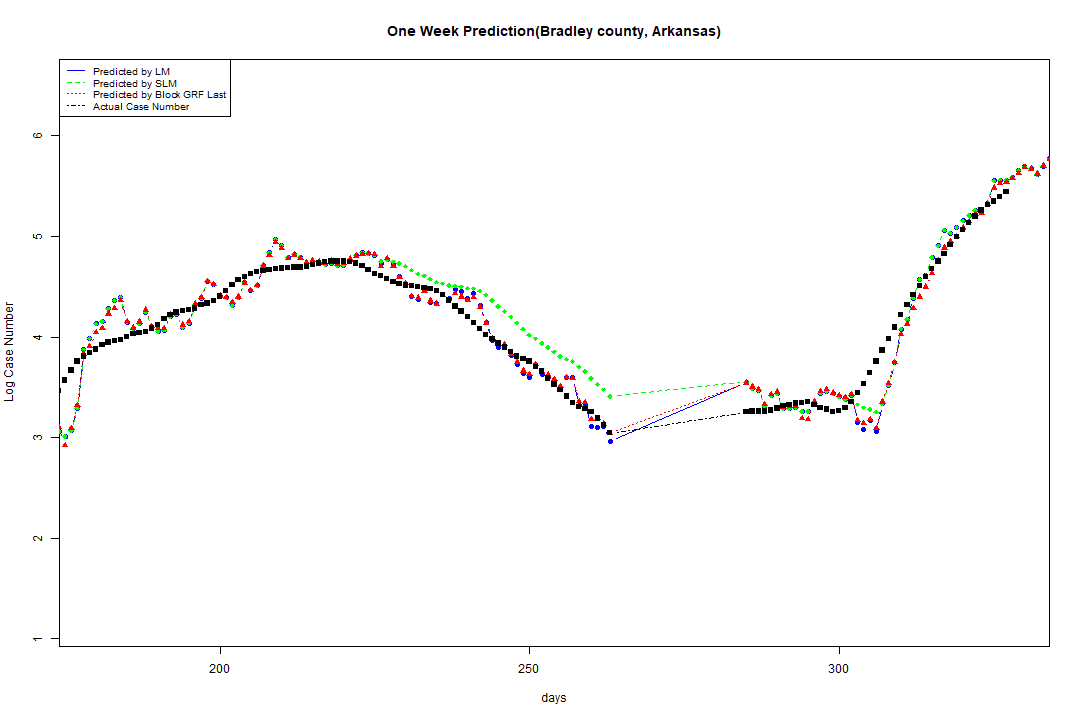 One Week Prediction(Bradley county, Arkansas)
Predicted by LM
Predicted by SLM
Predicted by Block GRF Last
Actual Case Number
6
5
4
3
2
1
Log Case Number
200 250 300
days